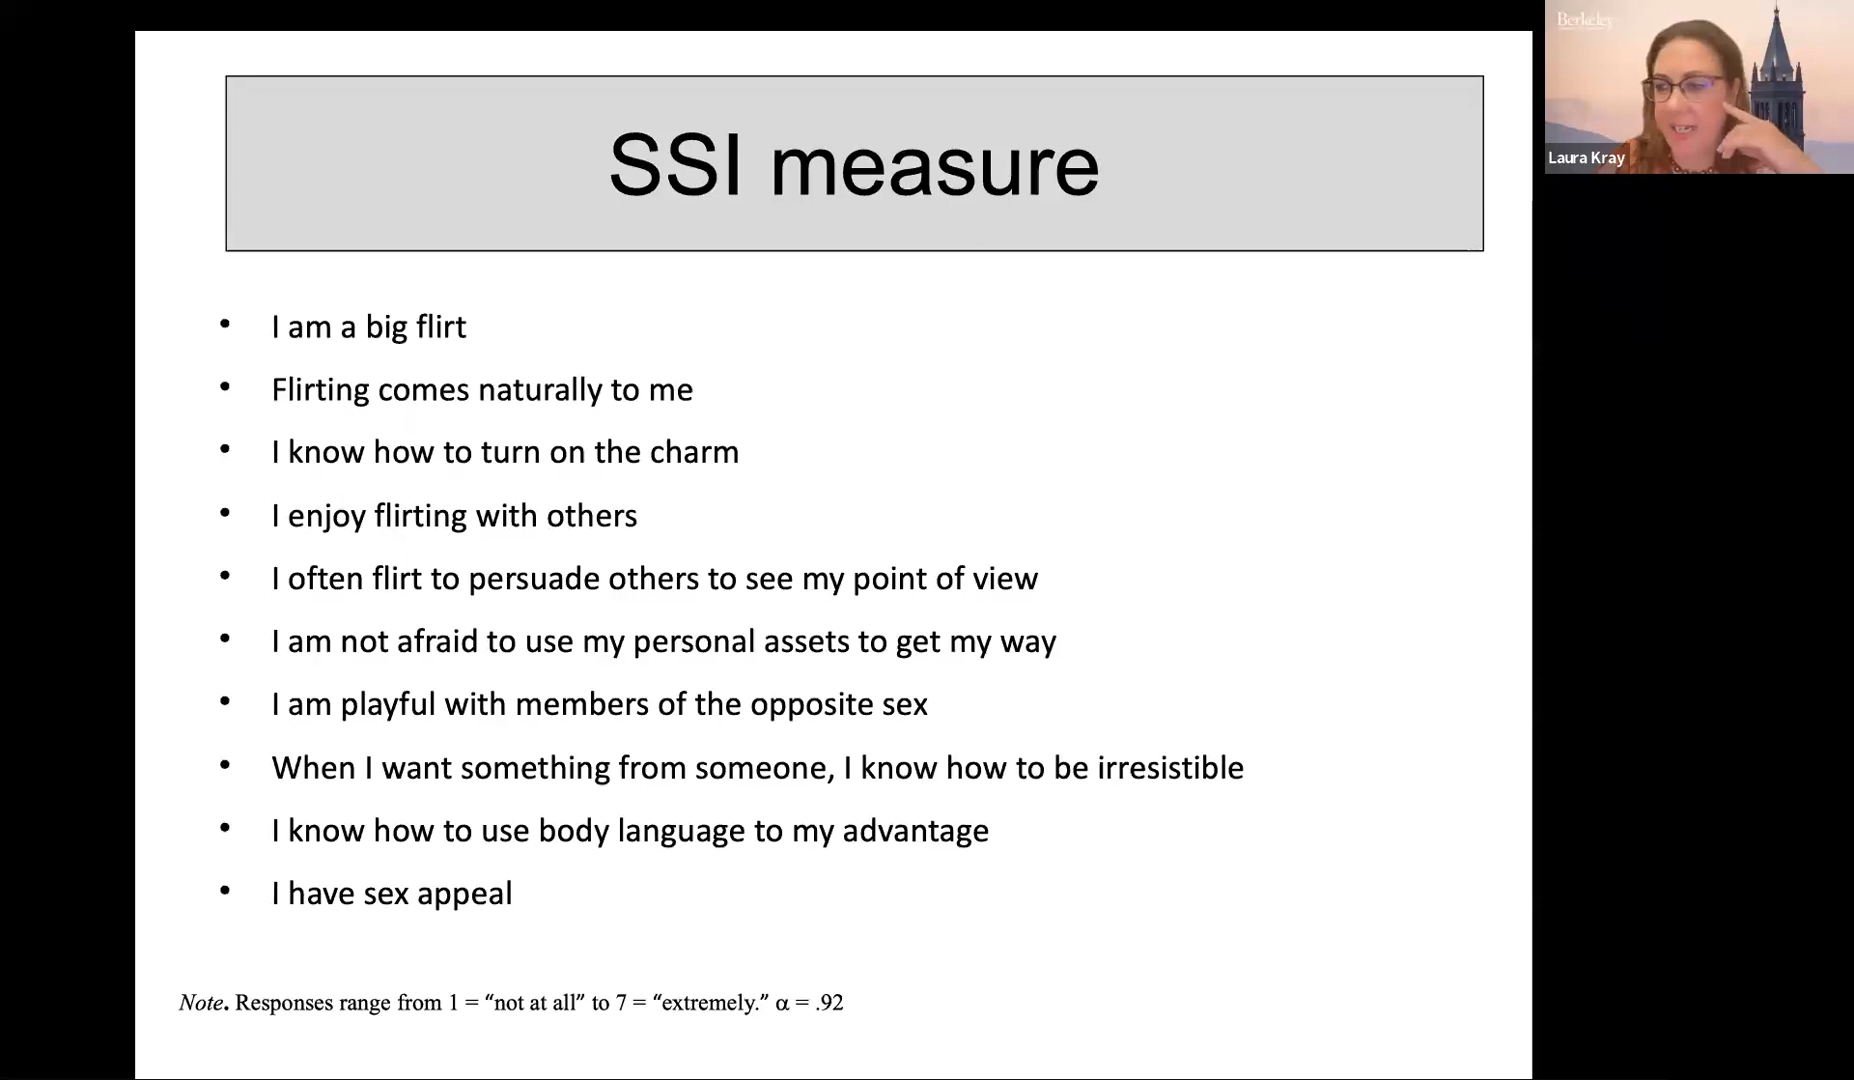 Berkeley
SSI measure
Laura Kray
• I am a big flirt
• Flirting comes naturally to me
• I know how to turn on the charm
• I enjoy flirting with others
• I often flirt to persuade others to see my point of view
• I am not afraid to use my personal assets to get my way
• I am playful with members of the opposite sex
• When I want something from someone, I know how to be irresistible
• I know how to use body language to my advantage
• I have sex appeal
Note. Responses range from 1 = “not at all” to 7 = “extremely.” α = .92